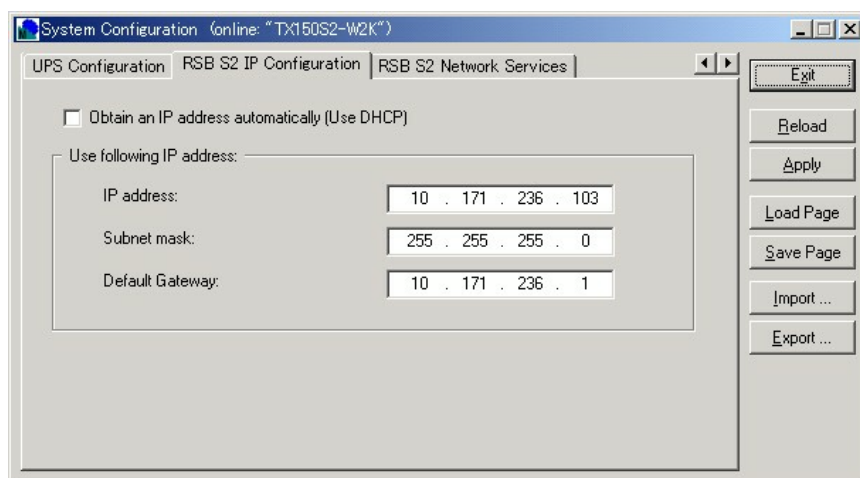 System Configuration (online: "TX150S2-W2K")
UPS Configuration
RSB S2 IP Configuration
RSB S2 Network Services
Obtain an IP address automatically (Use DHCP)
Use following IP address:
IP address: 10 . 171 . 236 . 103
Subnet mask: 255 . 255 . 255 . 0
Default Gateway: 10 . 171 . 236 . 1
Exit
Reload
Apply
Load Page
Save Page
Import ...
Export ...